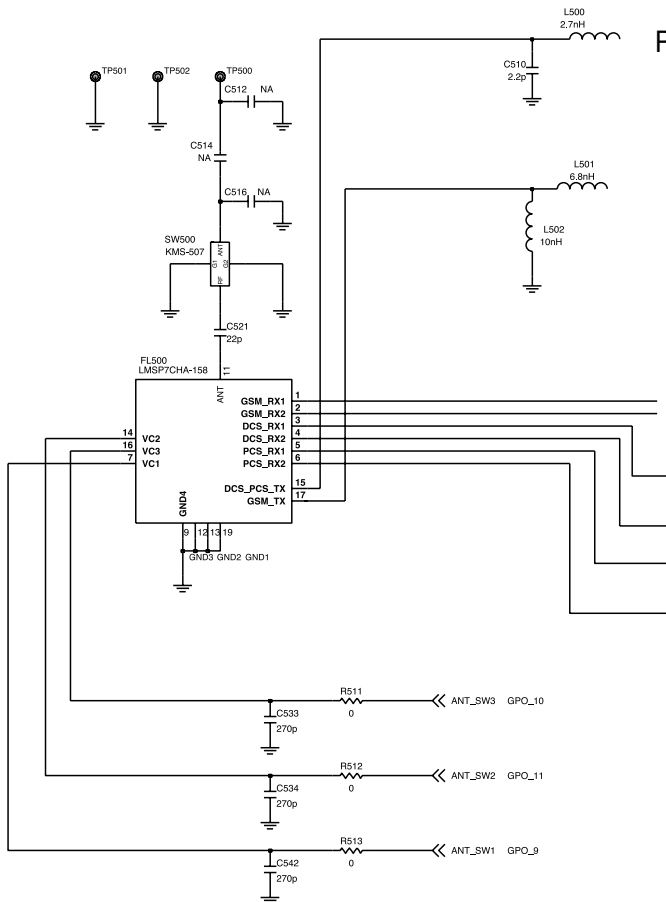 L500
2.7nH
P
TP501
TP502
TP500
C510
2.2p
C512 NA
C514
NA
L501
6.8nH
C516 NA
L502
10nH
SW500
KMS-507
ANT
G1
G2
RF
C521
22p
FL500
LMSP7CHA-158
11
ANT
GSM_RX1 1
GSM_RX2 2
DCS_RX1 3
DCS_RX2 4
PCS_RX1 5
PCS_RX2 6
14 VC2
16 VC3
7 VC1
DCS_PCS_TX 15
GSM_TX 17
GND4
9 12 13 19
GND3 GND2 GND1
R511
0
ANT_SW3 GPO_10
C533
270p
R512
0
ANT_SW2 GPO_11
C534
270p
R513
0
ANT_SW1 GPO_9
C542
270p